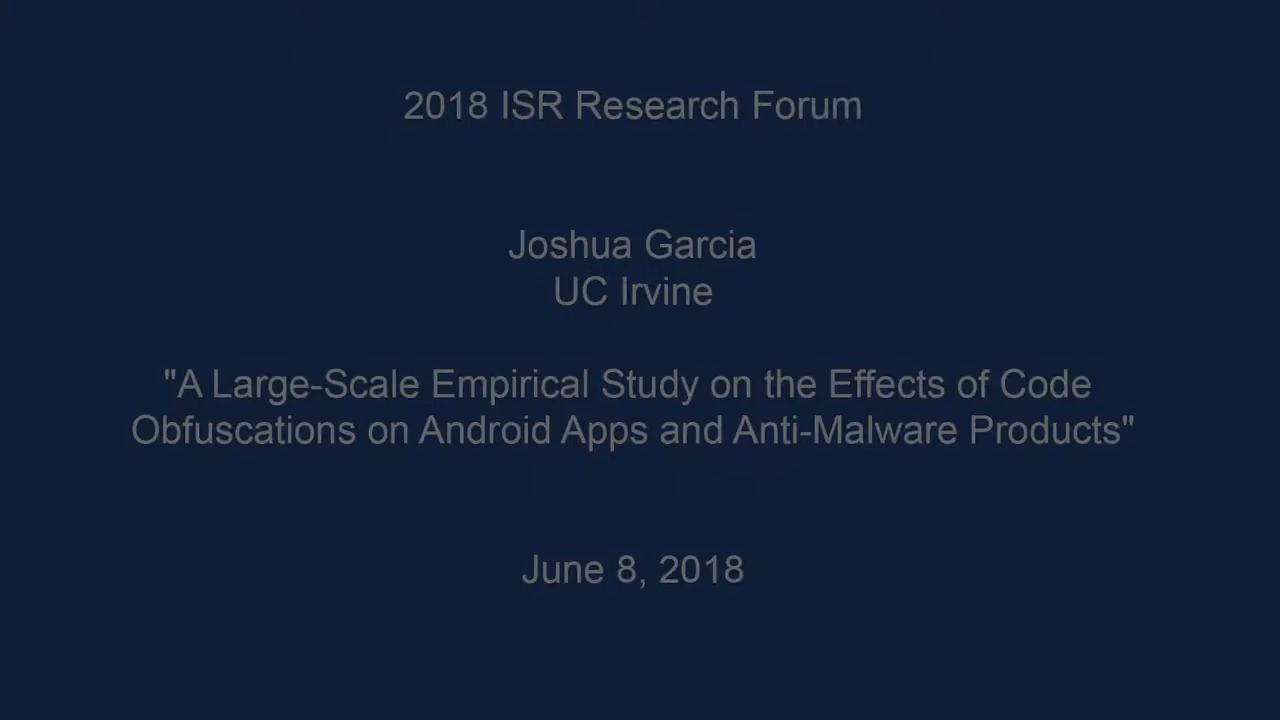 2018 ISR Research Forum
Joshua Garcia
UC Irvine
"A Large-Scale Empirical Study on the Effects of Code
Obfuscations on Android Apps and Anti-Malware Products"
June 8, 2018